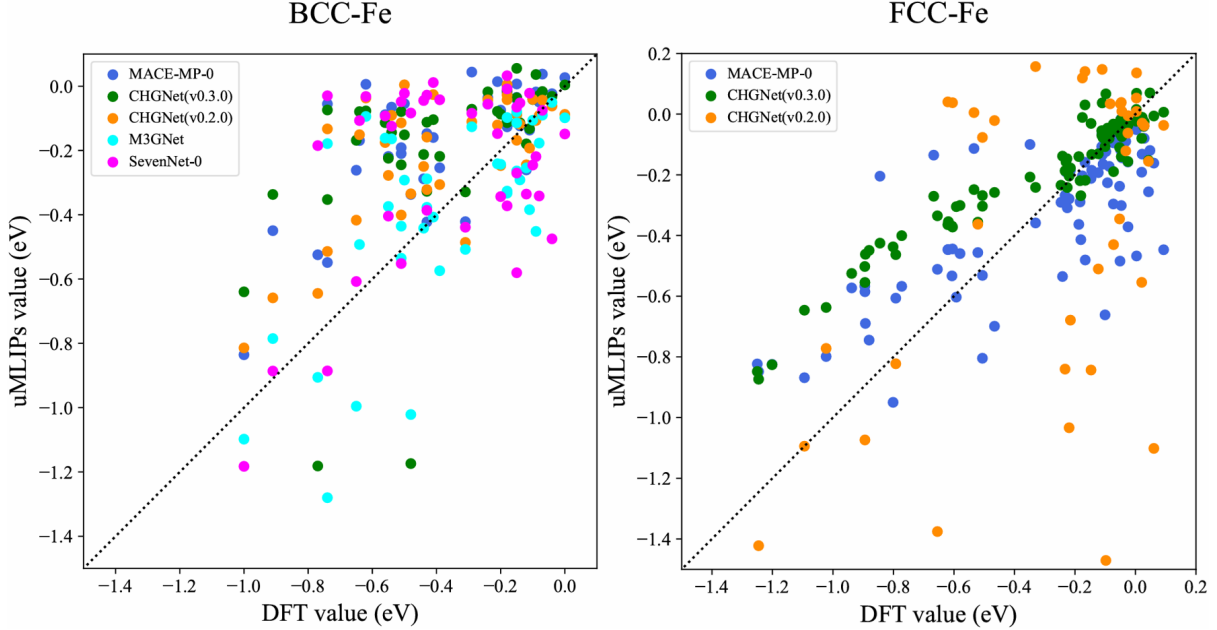 BCC-Fe
MACE-MP-0
CHGNet(v0.3.0)
CHGNet(v0.2.0)
M3GNet
SevenNet-0
0.0
−0.2
−0.4
−0.6
−0.8
−1.0
−1.2
−1.4
uMLIPs value (eV)
−1.4 −1.2 −1.0 −0.8 −0.6 −0.4 −0.2 0.0
DFT value (eV)
FCC-Fe
MACE-MP-0
CHGNet(v0.3.0)
CHGNet(v0.2.0)
0.2
0.0
−0.2
−0.4
−0.6
−0.8
−1.0
−1.2
−1.4
uMLIPs value (eV)
−1.4 −1.2 −1.0 −0.8 −0.6 −0.4 −0.2 0.0 0.2
DFT value (eV)